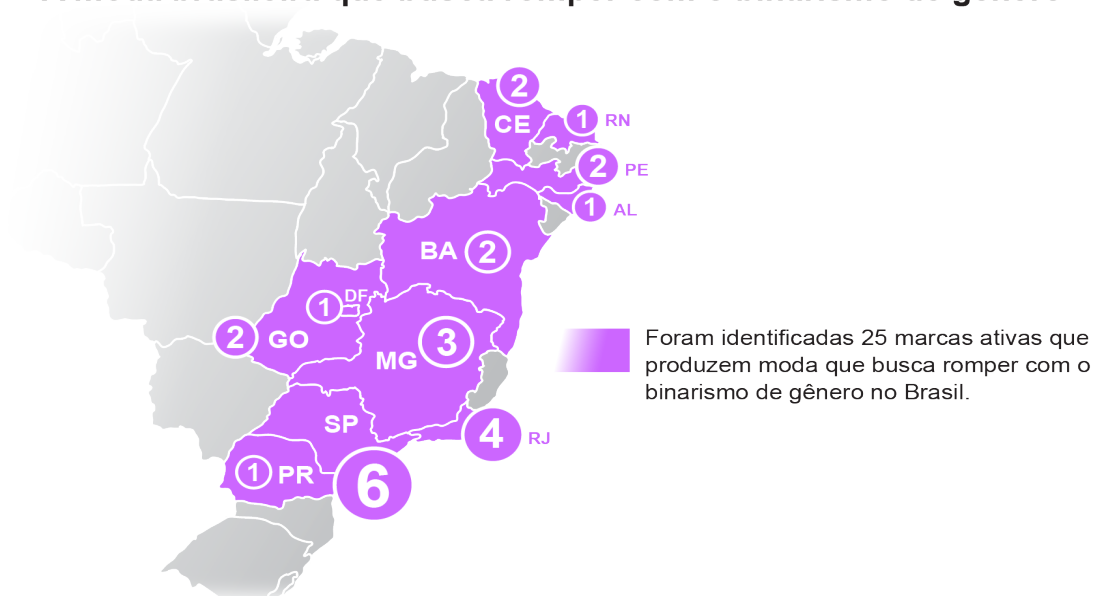 2
CE
1 RN
2 PE
1 AL
BA 2
DF
1
2 GO
3
MG
Foram identificadas 25 marcas ativas que
produzem moda que busca romper com o
binarismo de gênero no Brasil.
SP
4 RJ
1 PR
6